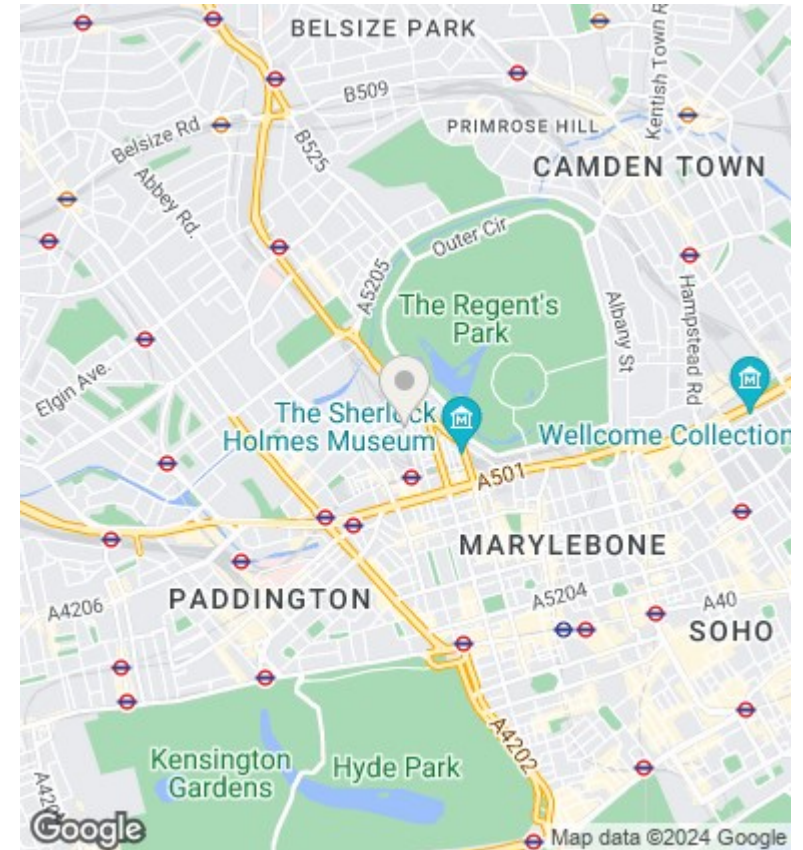 BELSIZE PARK
Kentish Town R
B509
PRIMROSE HILL
Belsize Rd
B525
CAMDEN TOWN
Abbey Rd.
Outer Cir
A5205
Albany St
Hampstead Rd
The Regent's
Park
Elgin Ave.
The Sherlock
Holmes Museum
Wellcome Collection
A501
MARYLEBONE
PADDINGTON
A5204
A40
A4206
SOHO
Kensington
Gardens
Hyde Park
A4202
Google
Map data ©2024 Google